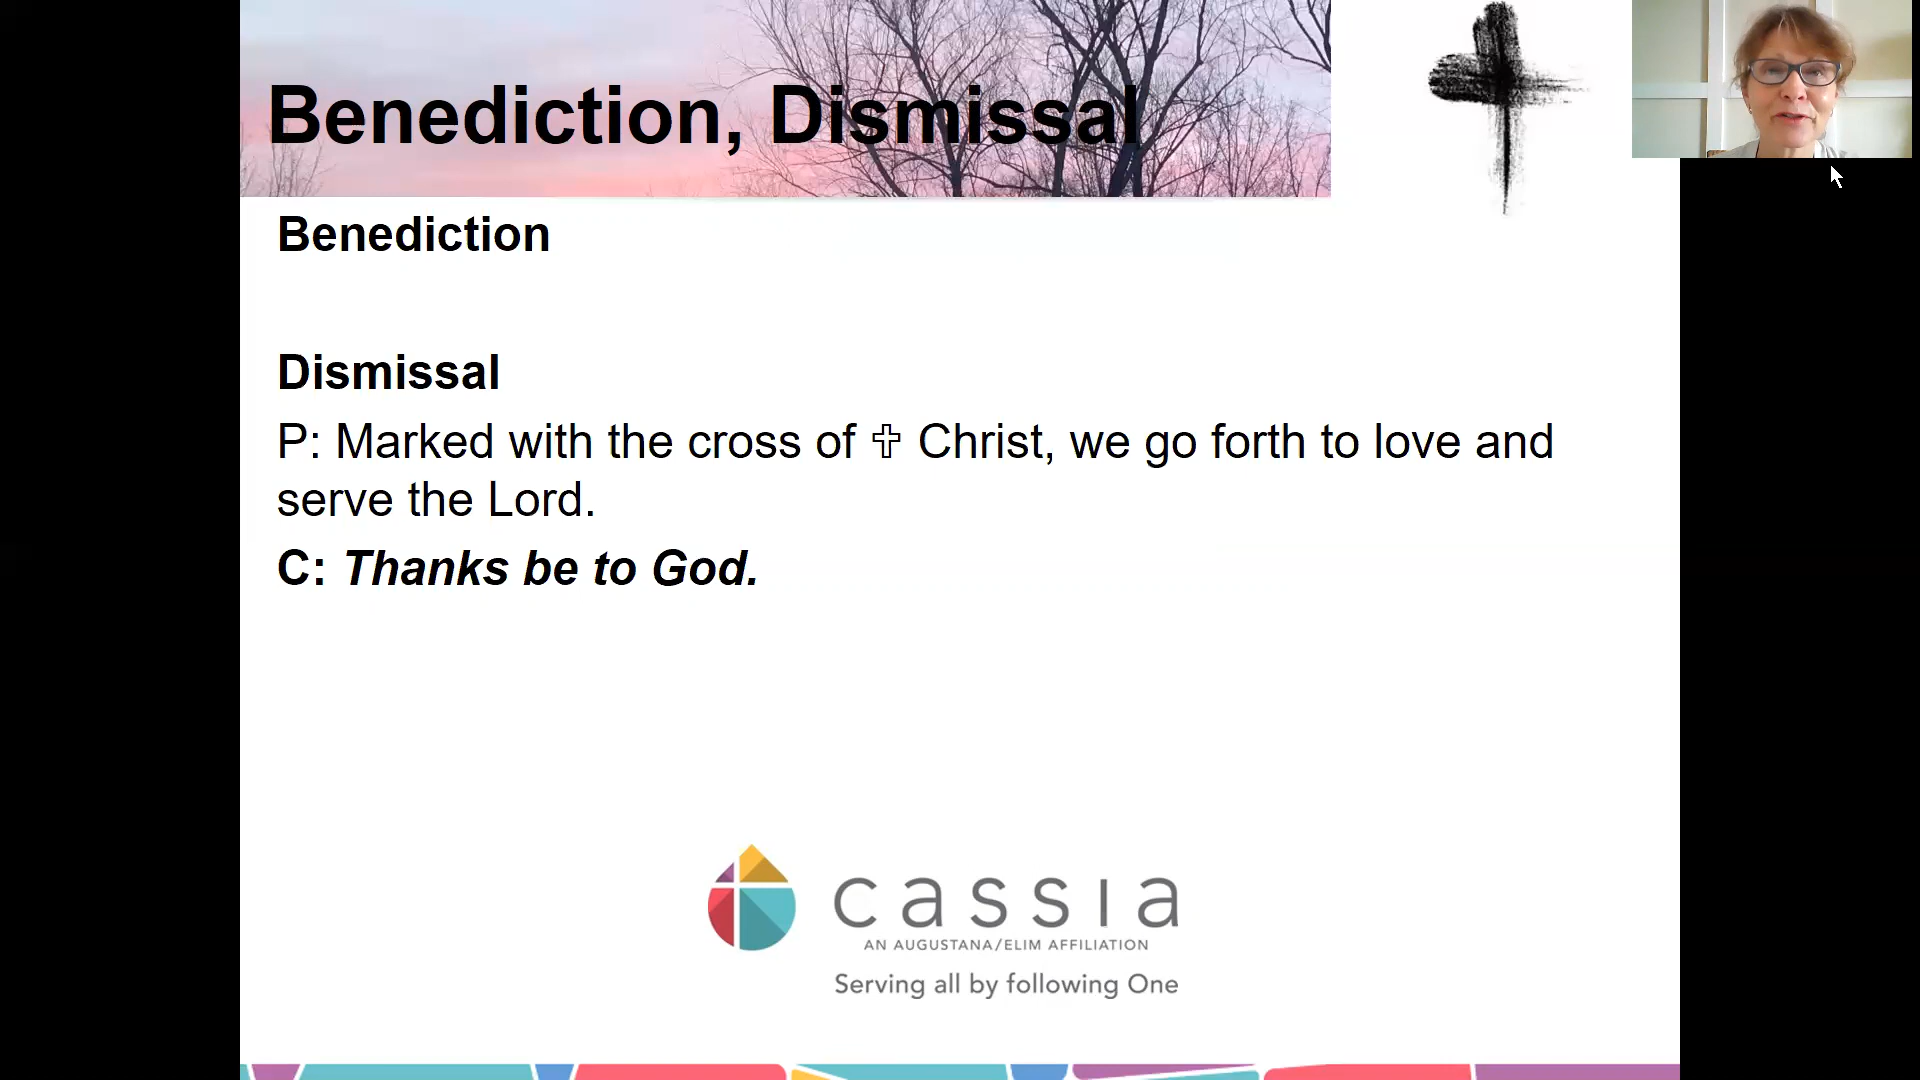 Benediction, Dismissal
Benediction
Dismissal
P: Marked with the cross of ✞ Christ, we go forth to love and
serve the Lord.
C: Thanks be to God.
cassia
AN AUGUSTANA/ELIM AFFILIATION
Serving all by following One